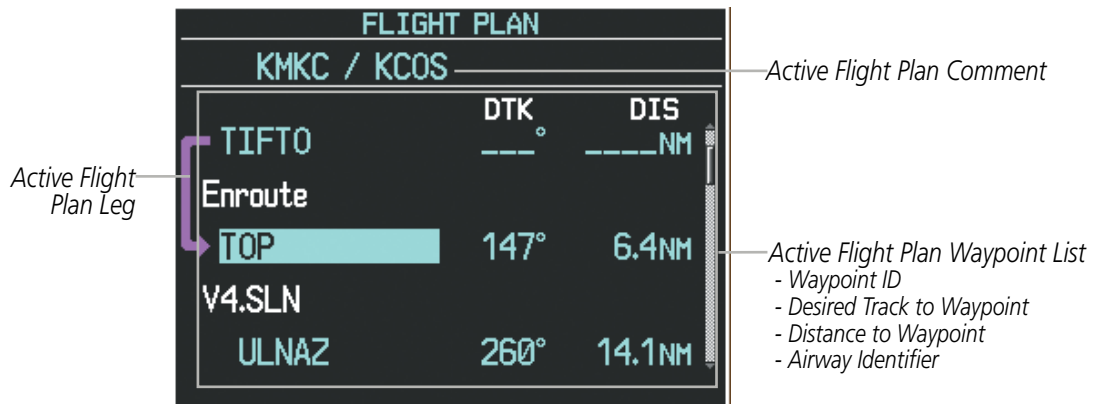 FLIGHT PLAN
KMKC / KCOS
Active Flight Plan Comment
DTK DIS
TIFTO ___° ____NM
Active Flight
Plan Leg
Enroute
TOP 147° 6.4NM
Active Flight Plan Waypoint List
- Waypoint ID
- Desired Track to Waypoint
- Distance to Waypoint
- Airway Identifier
V4.SLN
ULNAZ 260° 14.1NM